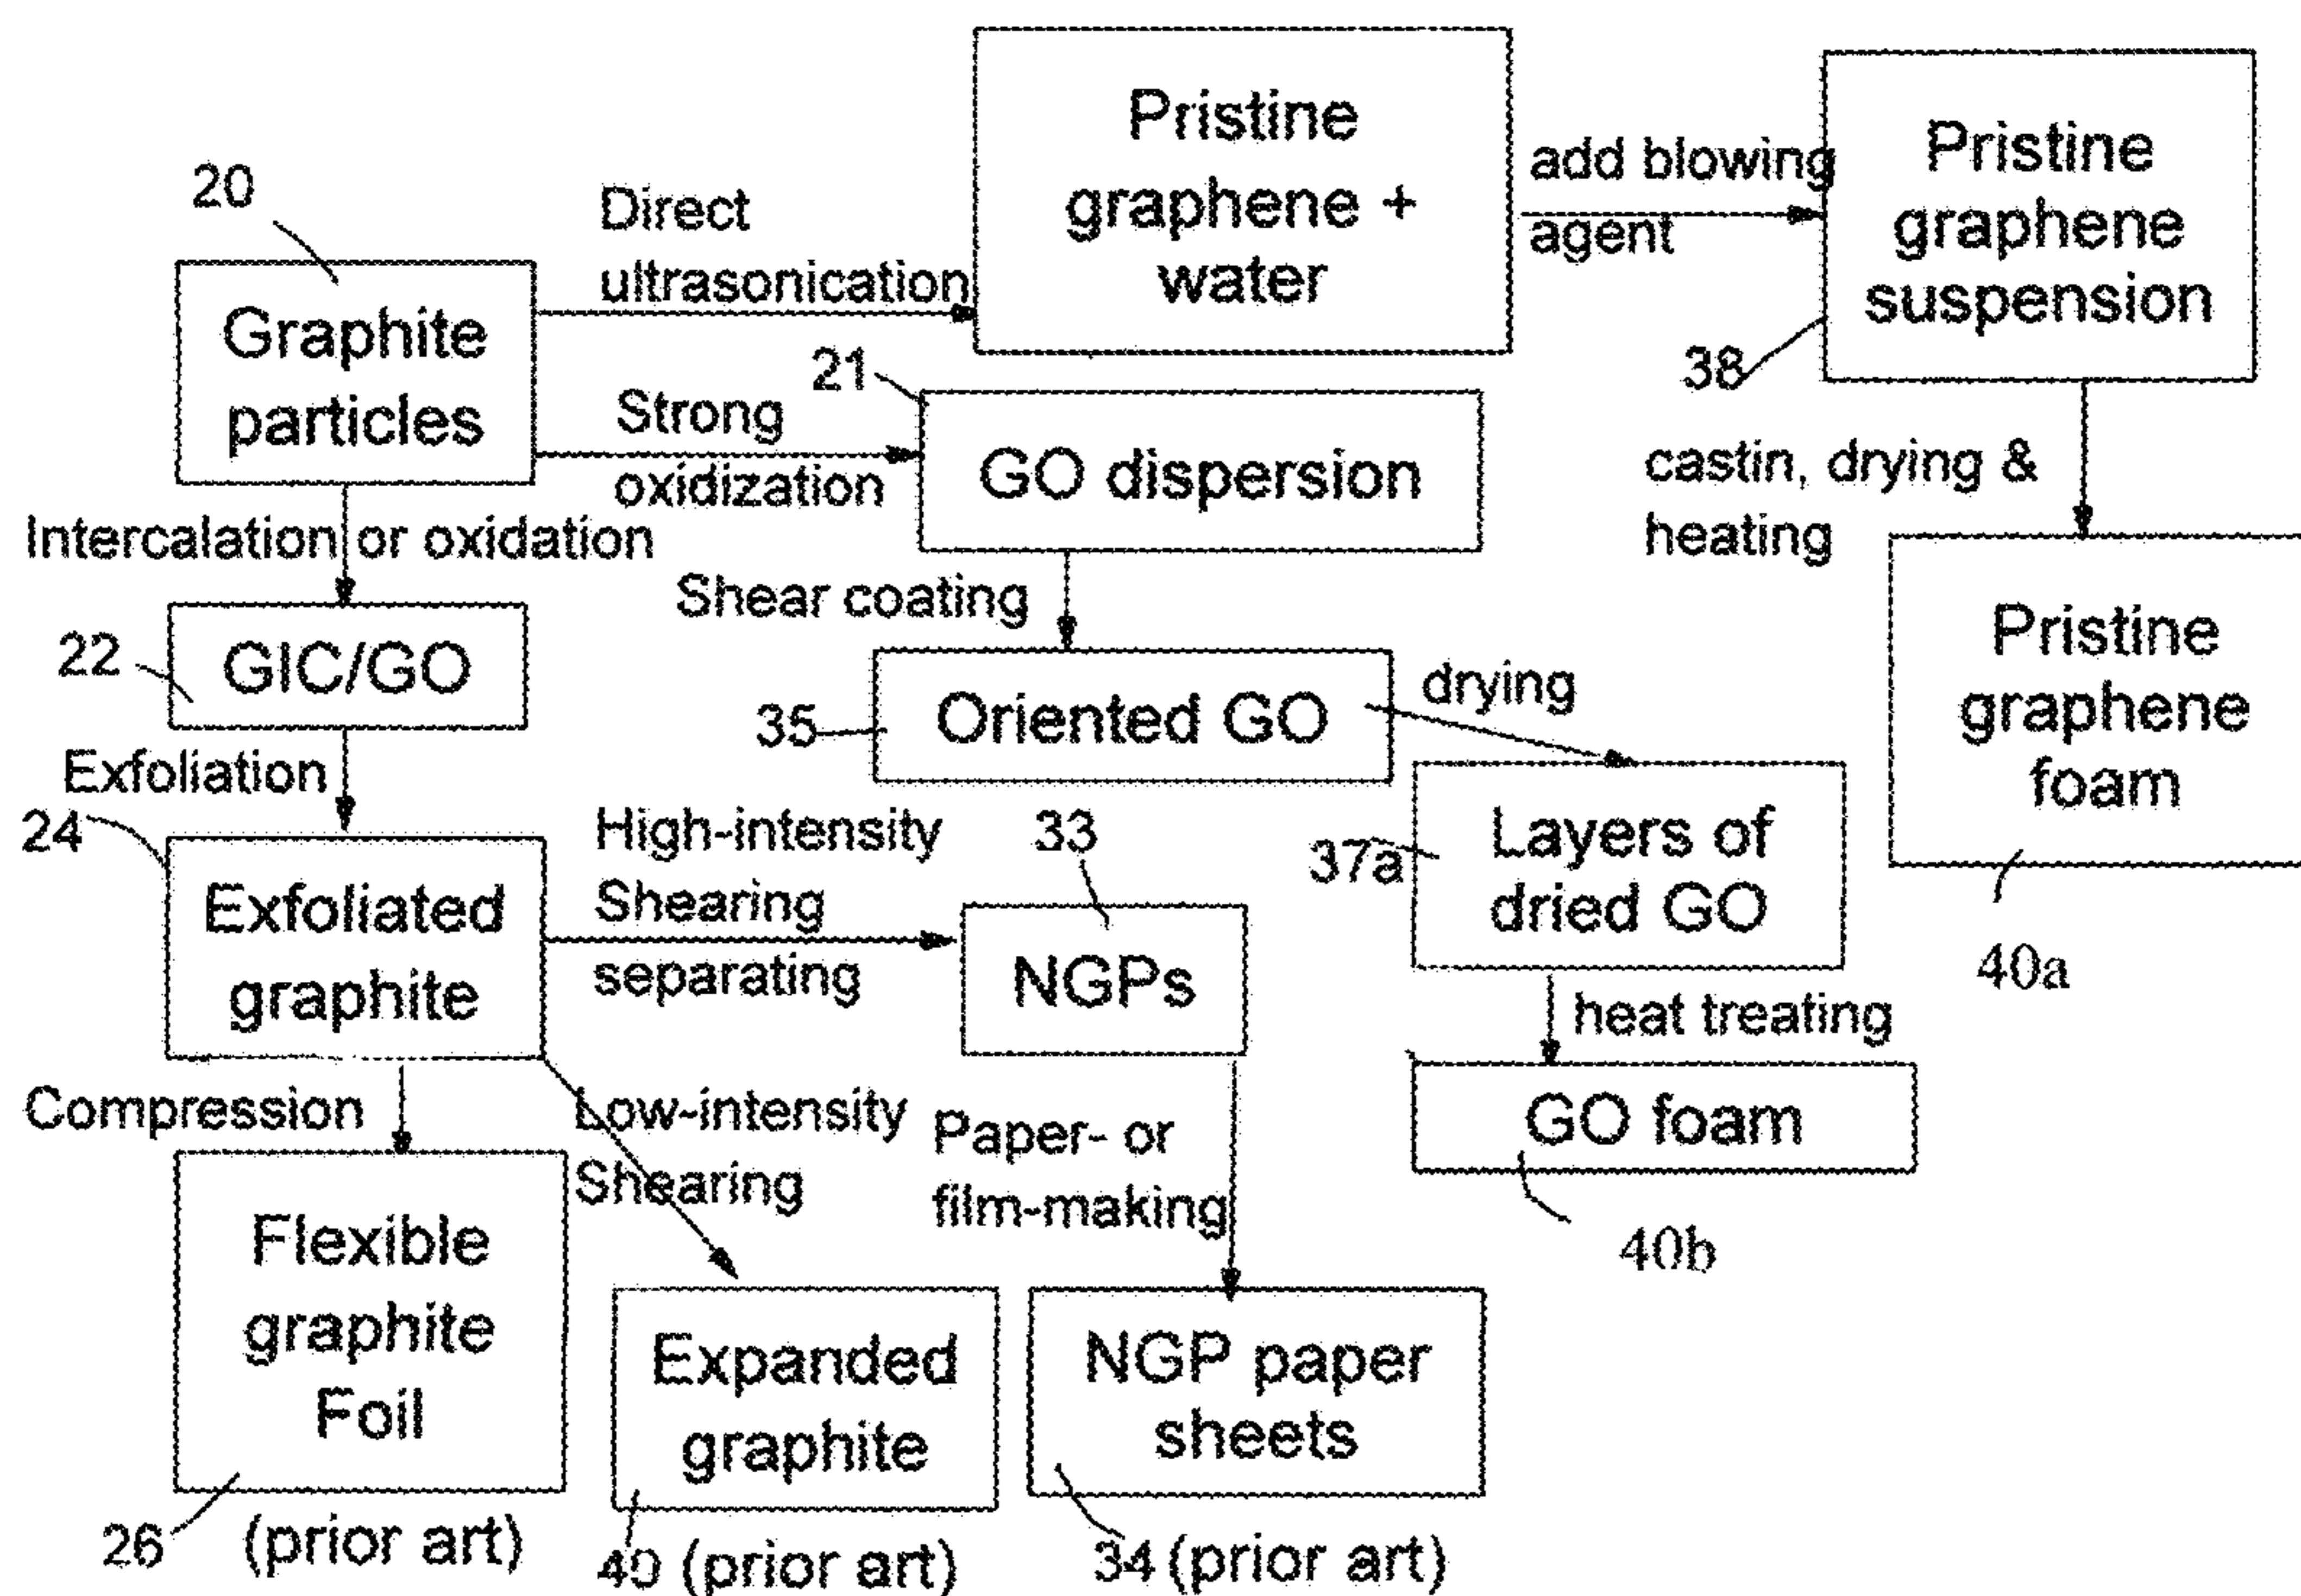 20
Graphite
particles
Direct
ultrasonication
Pristine
graphene +
water
add blowing
agent
Pristine
graphene
suspension
38
21
Strong
oxidization
GO dispersion
castin, drying &
heating
Pristine
graphene
foam
40a
Intercalation or oxidation
22
GIC/GO
Shear coating
35
Oriented GO
drying
37a
Layers of
dried GO
heat treating
GO foam
40b
Exfoliation
24
Exfoliated
graphite
High-intensity
Shearing
separating
33
NGPs
Compression
Low-intensity
Shearing
Paper- or
film-making
Flexible
graphite
Foil
26 (prior art)
Expanded
graphite
(prior art)
NGP paper
sheets
34 (prior art)